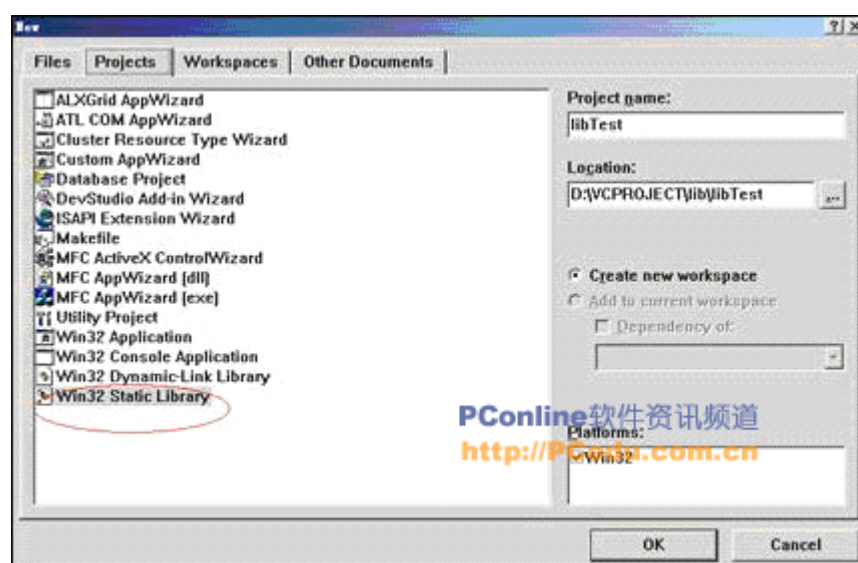 New
Files Projects Workspaces Other Documents
ALXGrid AppWizard
ATL COM AppWizard
Cluster Resource Type Wizard
Custom AppWizard
Database Project
DevStudio Add-in Wizard
ISAPI Extension Wizard
Makefile
MFC ActiveX ControlWizard
MFC AppWizard (dll)
MFC AppWizard (exe)
Utility Project
Win32 Application
Win32 Console Application
Win32 Dynamic-Link Library
Win32 Static Library
Project name:
libTest
Location:
D:\VCPROJECT\lib\libTest
...
Create new workspace
Add to current workspace
Dependency of:
PConline软件资讯频道
Platforms:
http://PCedu.com.cn
Win32
OK Cancel